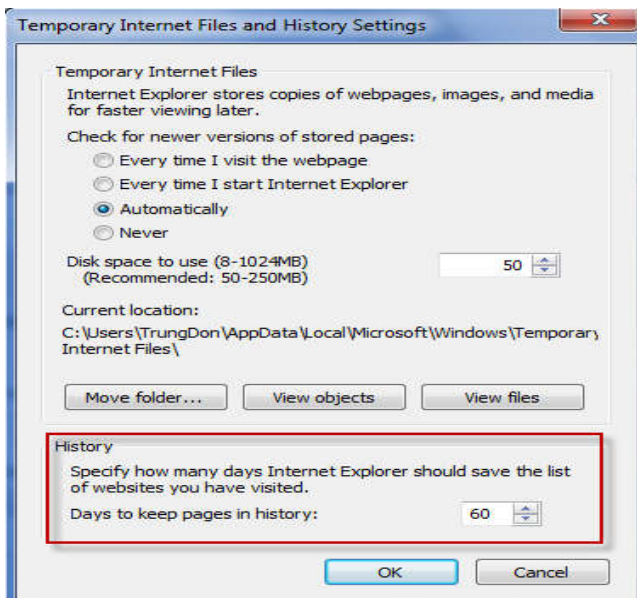 Temporary Internet Files and History Settings
Temporary Internet Files
Internet Explorer stores copies of webpages, images, and media
for faster viewing later.
Check for newer versions of stored pages:
Every time I visit the webpage
Every time I start Internet Explorer
Automatically
Never
Disk space to use (8-1024MB) 50
(Recommended: 50-250MB)
Current location:
C:\Users\TrungDon\AppData\Local\Microsoft\Windows\Temporary
Internet Files\
Move folder... View objects View files
History
Specify how many days Internet Explorer should save the list
of websites you have visited.
Days to keep pages in history: 60
OK Cancel